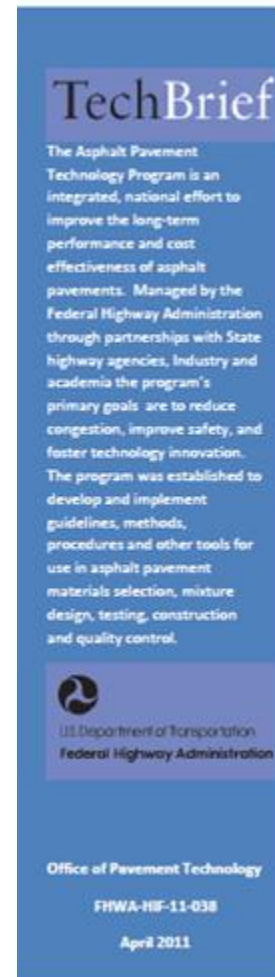 TechBrief
The Asphalt Pavement
Technology Program is an
integrated, national effort to
improve the long-term
performance and cost
effectiveness of asphalt
pavements. Managed by the
Federal Highway Administration
through partnerships with State
highway agencies, Industry and
academia the program's
primary goals are to reduce
congestion, improve safety, and
foster technology innovation.
The program was established to
develop and implement
guidelines, methods,
procedures and other tools for
use in asphalt pavement
materials selection, mixture
design, testing, construction
and quality control.
U.S. Department of Transportation
Federal Highway Administration
Office of Pavement Technology
FHWA-HIF-11-038
April 2011